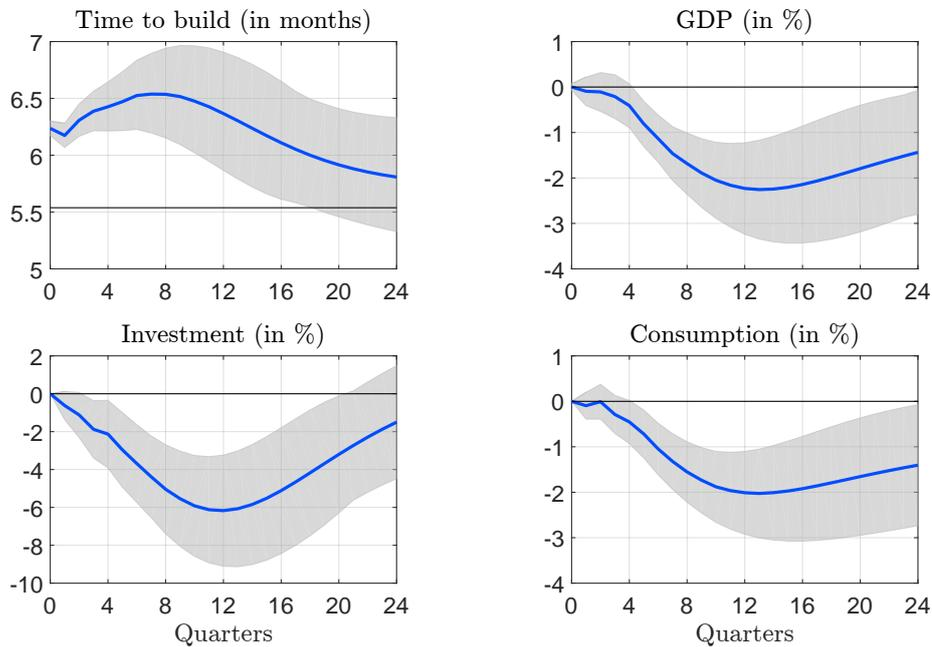 Time to build (in months)
7
6.5
6
5.5
5
0 4 8 12 16 20 24
GDP (in %)
1
0
-1
-2
-3
-4
0 4 8 12 16 20 24
Investment (in %)
2
0
-2
-4
-6
-8
-10
0 4 8 12 16 20 24
Quarters
Consumption (in %)
1
0
-1
-2
-3
-4
0 4 8 12 16 20 24
Quarters